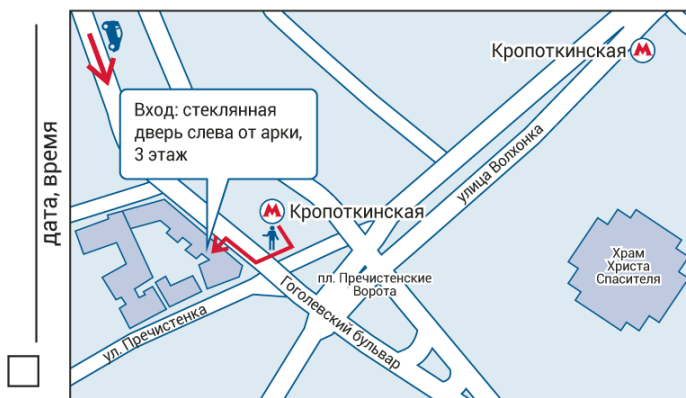 дата, время
М Кропоткинская
Кропоткинская М
Вход: стеклянная
дверь слева от арки,
3 этаж
улица Волхонка
пл. Пречистенские
Ворота
Храм
Христа
Спасителя
Гоголевский бульвар
ул. Пречистенка